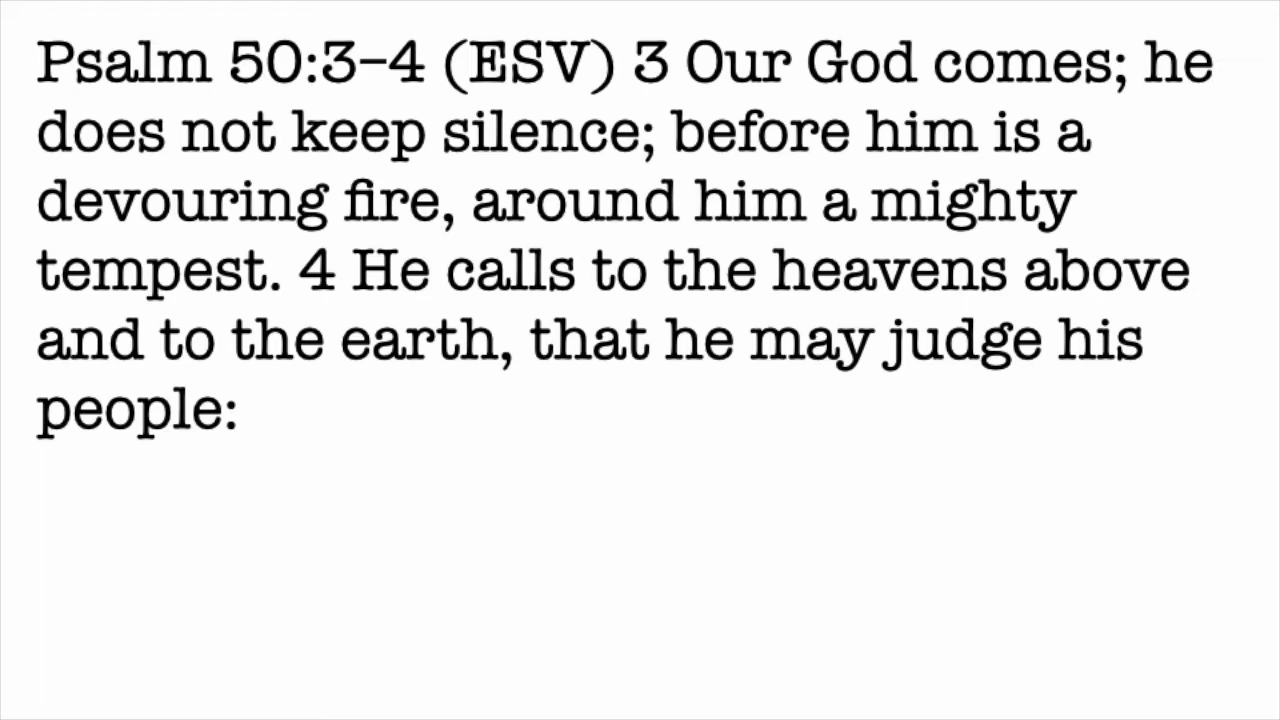 Psalm 50:3–4 (ESV) 3 Our God comes; he
does not keep silence; before him is a
devouring fire, around him a mighty
tempest. 4 He calls to the heavens above
and to the earth, that he may judge his
people: